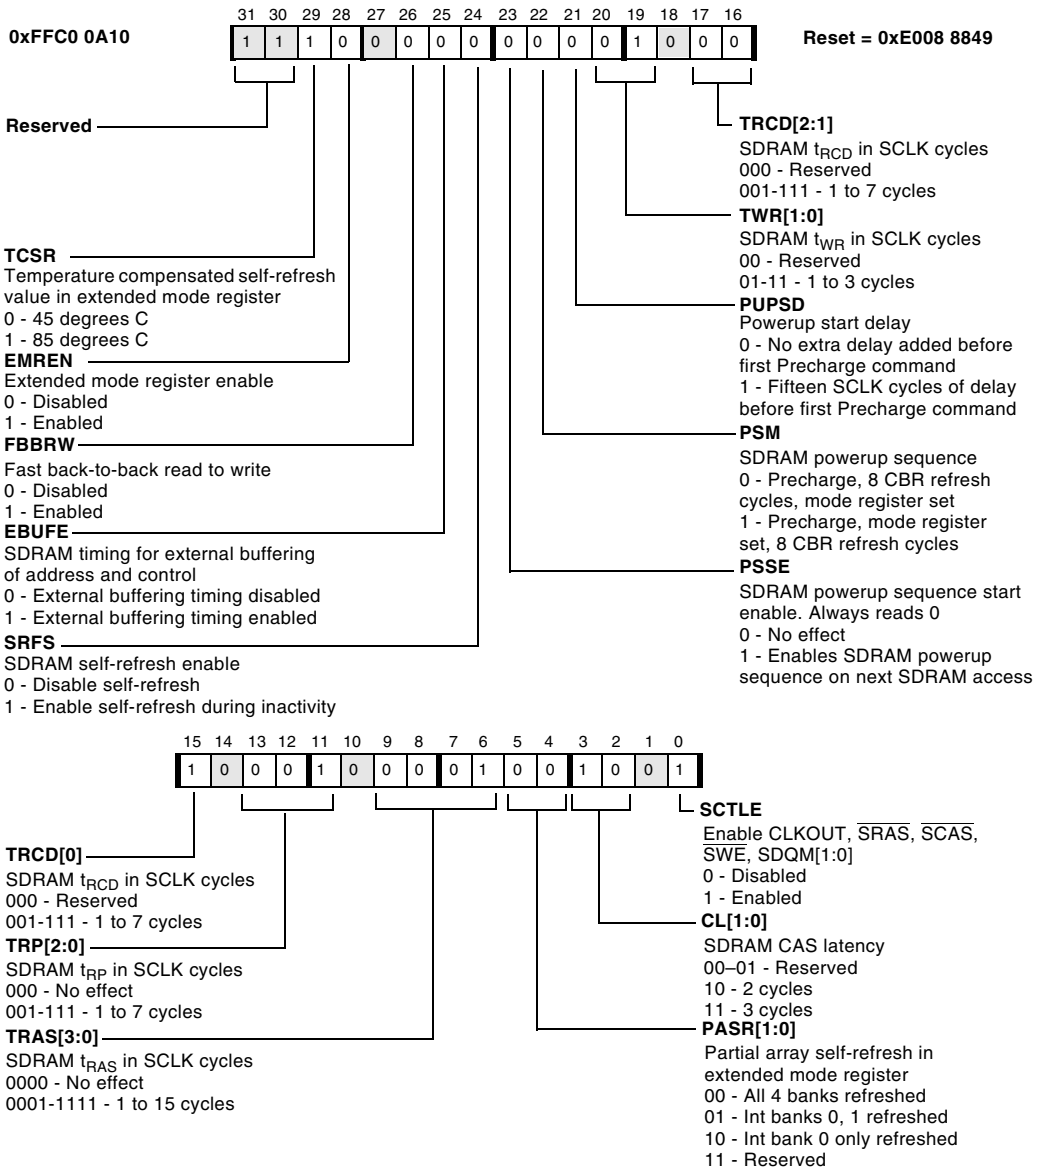 31 30 29 28 27 26 25 24 23 22 21 20 19 18 17 16
0xFFC0 0A10
1 1 1 0 0 0 0 0 0 0 0 0 1 0 0 0
Reset = 0xE008 8849
Reserved
TCSR
Temperature compensated self-refresh
value in extended mode register
0 - 45 degrees C
1 - 85 degrees C
EMREN
Extended mode register enable
0 - Disabled
1 - Enabled
FBBRW
Fast back-to-back read to write
0 - Disabled
1 - Enabled
EBUFE
SDRAM timing for external buffering
of address and control
0 - External buffering timing disabled
1 - External buffering timing enabled
SRFS
SDRAM self-refresh enable
0 - Disable self-refresh
1 - Enable self-refresh during inactivity
TRCD[2:1]
SDRAM tRCD in SCLK cycles
000 - Reserved
001-111 - 1 to 7 cycles
TWR[1:0]
SDRAM tWR in SCLK cycles
00 - Reserved
01-11 - 1 to 3 cycles
PUPSD
Powerup start delay
0 - No extra delay added before
first Precharge command
1 - Fifteen SCLK cycles of delay
before first Precharge command
PSM
SDRAM powerup sequence
0 - Precharge, 8 CBR refresh
cycles, mode register set
1 - Precharge, mode register
set, 8 CBR refresh cycles
PSSE
SDRAM powerup sequence start
enable. Always reads 0
0 - No effect
1 - Enables SDRAM powerup
sequence on next SDRAM access
15 14 13 12 11 10 9 8 7 6 5 4 3 2 1 0
1 0 0 0 1 0 0 0 0 1 0 0 1 0 0 1
TRCD[0]
SDRAM tRCD in SCLK cycles
000 - Reserved
001-111 - 1 to 7 cycles
TRP[2:0]
SDRAM tRP in SCLK cycles
000 - No effect
001-111 - 1 to 7 cycles
TRAS[3:0]
SDRAM tRAS in SCLK cycles
0000 - No effect
0001-1111 - 1 to 15 cycles
SCTLE
Enable CLKOUT, SRAS, SCAS,
SWE, SDQM[1:0]
0 - Disabled
1 - Enabled
CL[1:0]
SDRAM CAS latency
00–01 - Reserved
10 - 2 cycles
11 - 3 cycles
PASR[1:0]
Partial array self-refresh in
extended mode register
00 - All 4 banks refreshed
01 - Int banks 0, 1 refreshed
10 - Int bank 0 only refreshed
11 - Reserved